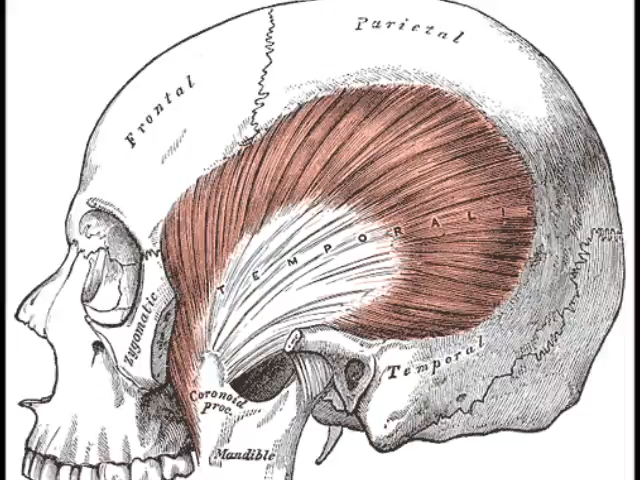 Parietal
Frontal
TEMPORALIS
Zygomatic
Temporal
Coronoid
Proc.
Mandible